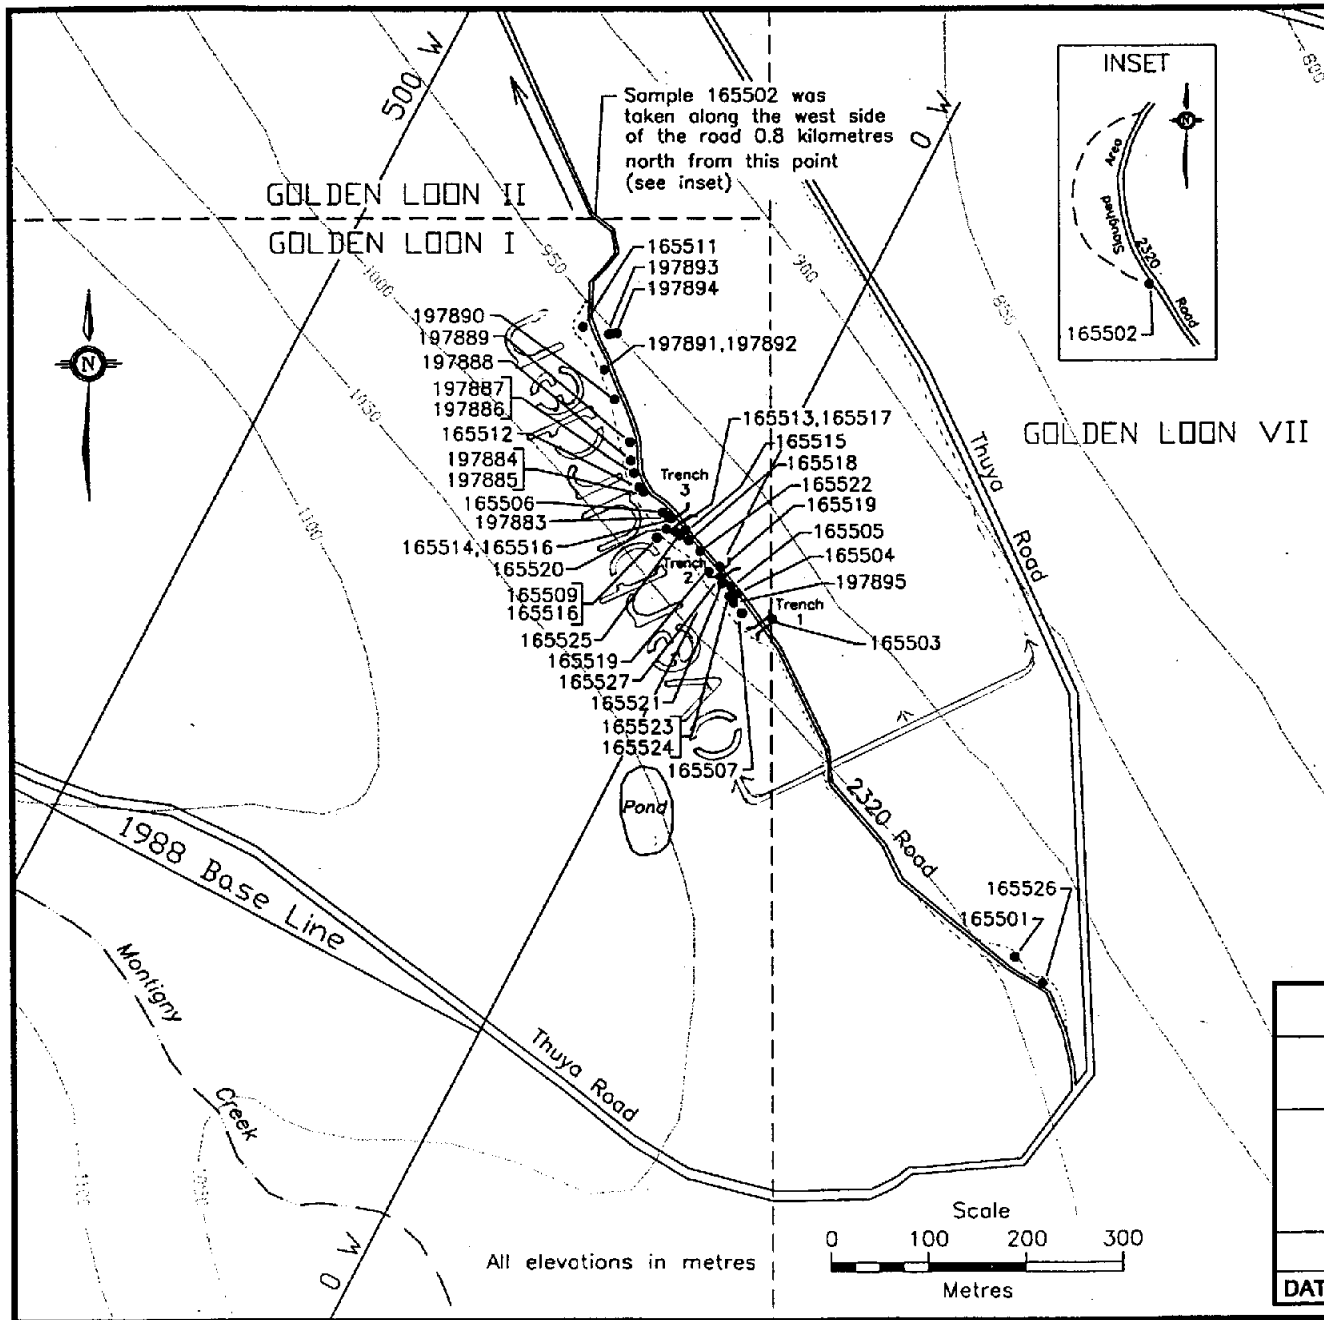 500 W
Sample 165502 was
taken along the west side
of the road 0.8 kilometres
north from this point
(see inset)
0 W
INSET
Area
Sloughed
2320
Road
165502
800
GOLDEN LOON II
GOLDEN LOON I
165511
197893
197894
950
900
850
1000
1050
1100
N
197890
197889
197888
197887
197886
165512
197884
197885
165506
197883
165514,165516
165520
165509
165516
165525
165519
165527
165521
165523
165524
165507
197891,197892
165513,165517
165515
165518
165522
165519
165505
165504
197895
165503
Trench
3
Trench
2
Trench
1
GOLDEN LOON VII
Thuya
Road
Pond
2320 Road
165526
165501
1988 Base Line
Montigny
Creek
Thuya Road
0 W
All elevations in metres
Scale
0 100 200 300
Metres
DAT